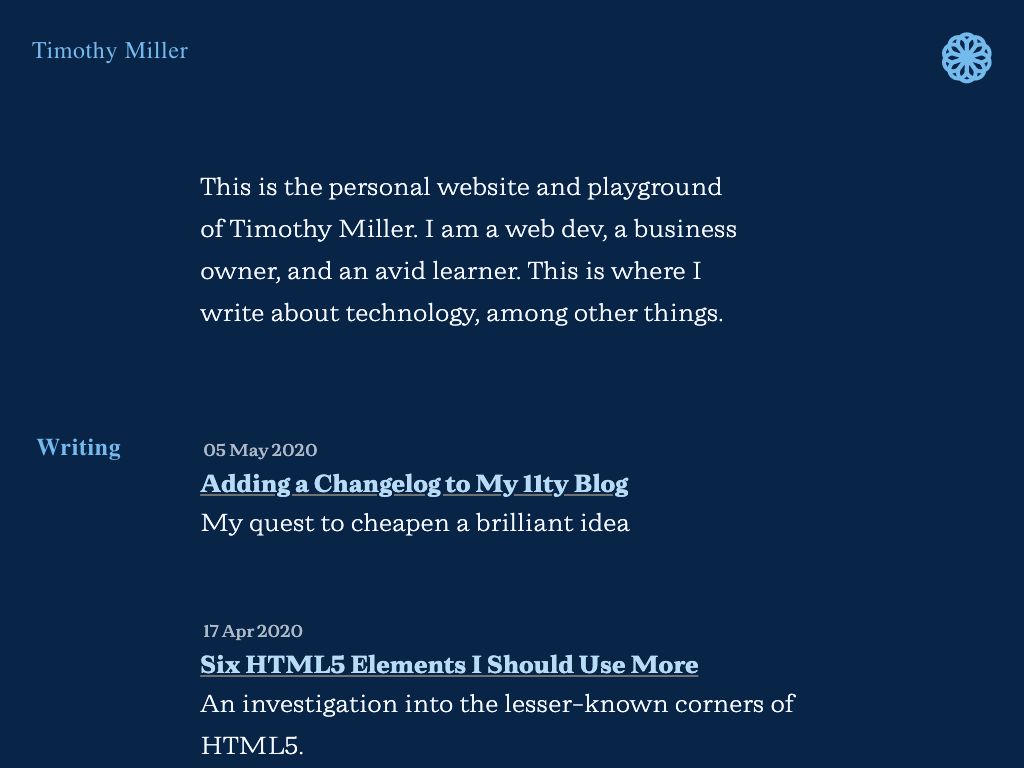 Timothy Miller
This is the personal website and playground
of Timothy Miller. I am a web dev, a business
owner, and an avid learner. This is where I
write about technology, among other things.
Writing
05 May 2020
Adding a Changelog to My 11ty Blog
My quest to cheapen a brilliant idea
17 Apr 2020
Six HTML5 Elements I Should Use More
An investigation into the lesser-known corners of
HTML5.